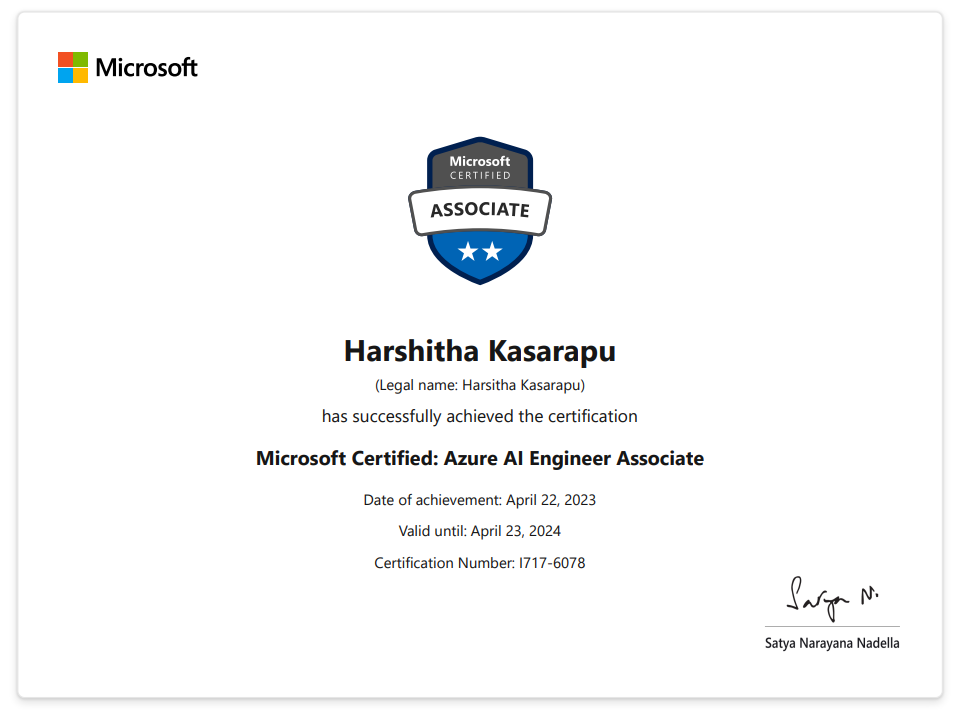 Microsoft
Microsoft
CERTIFIED
ASSOCIATE
Harshitha Kasarapu
(Legal name: Harsitha Kasarapu)
has successfully achieved the certification
Microsoft Certified: Azure AI Engineer Associate
Date of achievement: April 22, 2023
Valid until: April 23, 2024
Certification Number: I717-6078
Satya N.
Satya Narayana Nadella